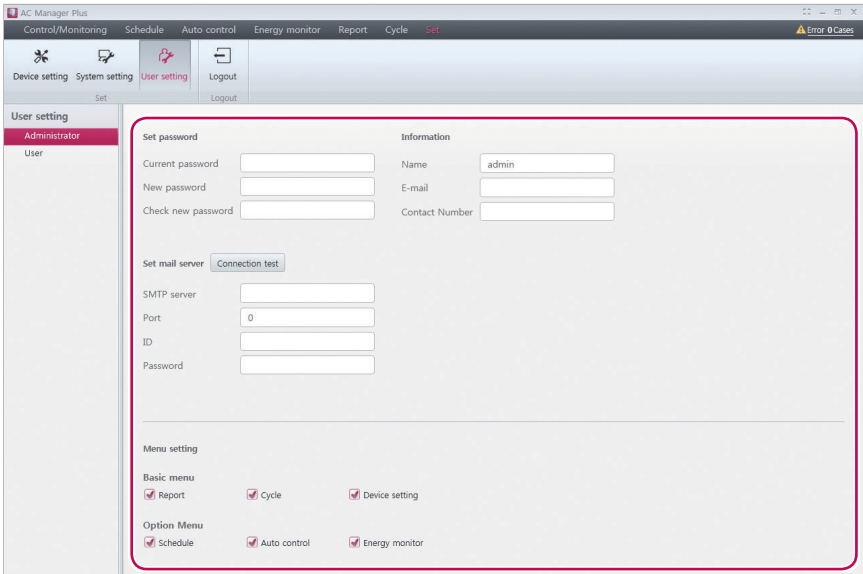 AC Manager Plus
Control/Monitoring Schedule Auto control Energy monitor Report Cycle Set Error 0 Cases
Device setting System setting User setting Logout
Set Logout
User setting
Administrator
User
Set password Information
Current password Name admin
New password E-mail
Check new password Contact Number
Set mail server Connection test
SMTP server
Port 0
ID
Password
Menu setting
Basic menu
Report Cycle Device setting
Option Menu
Schedule Auto control Energy monitor